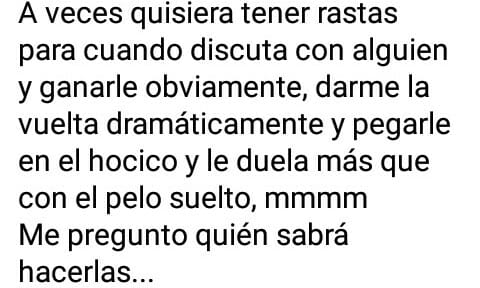 A veces quisiera tener rastas
para cuando discuta con alguien
y ganarle obviamente, darme la
vuelta dramáticamente y pegarle
en el hocico y le duela más que
con el pelo suelto, mmmm
Me pregunto quién sabrá
hacerlas...